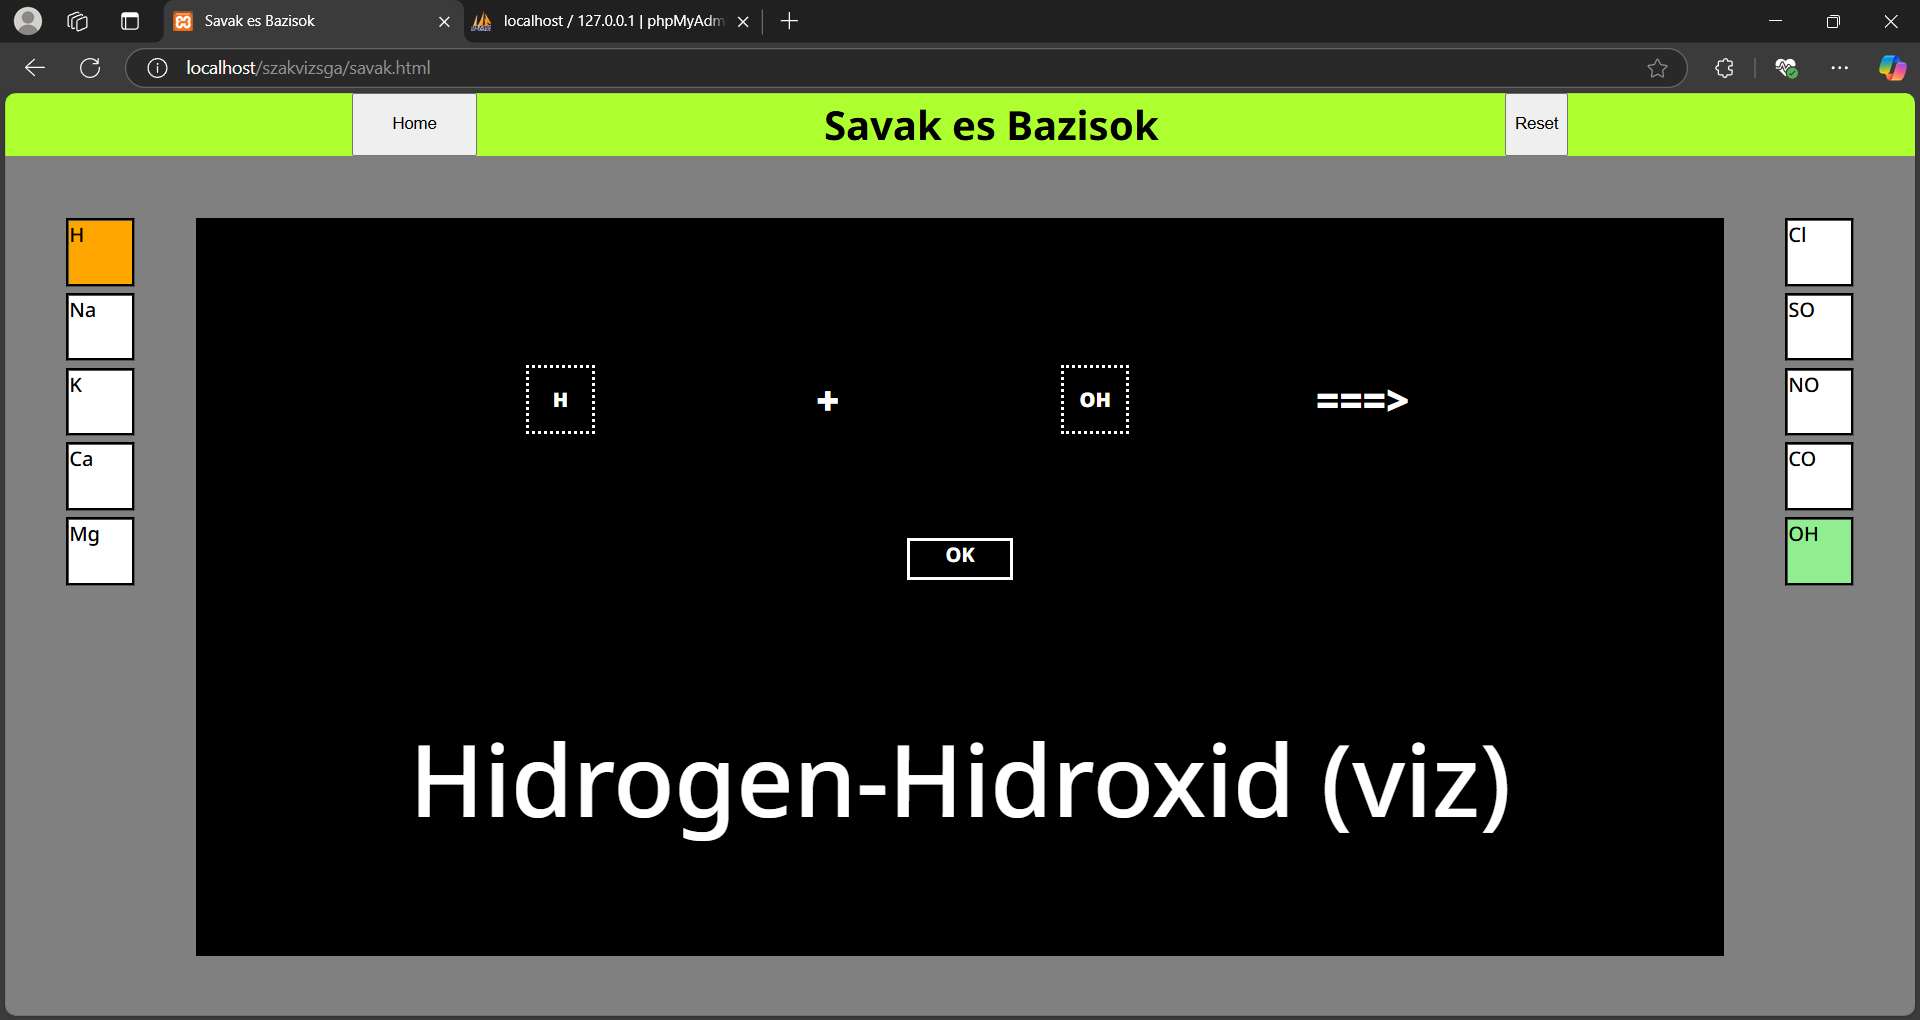 Savak es Bazisok
localhost / 127.0.0.1 | phpMyAdm
localhost/szakvizsga/savak.html
Home
Savak es Bazisok
Reset
H
Na
K
Ca
Mg
H + OH ===>
OK
Hidrogen-Hidroxid (viz)
Cl
SO
NO
CO
OH